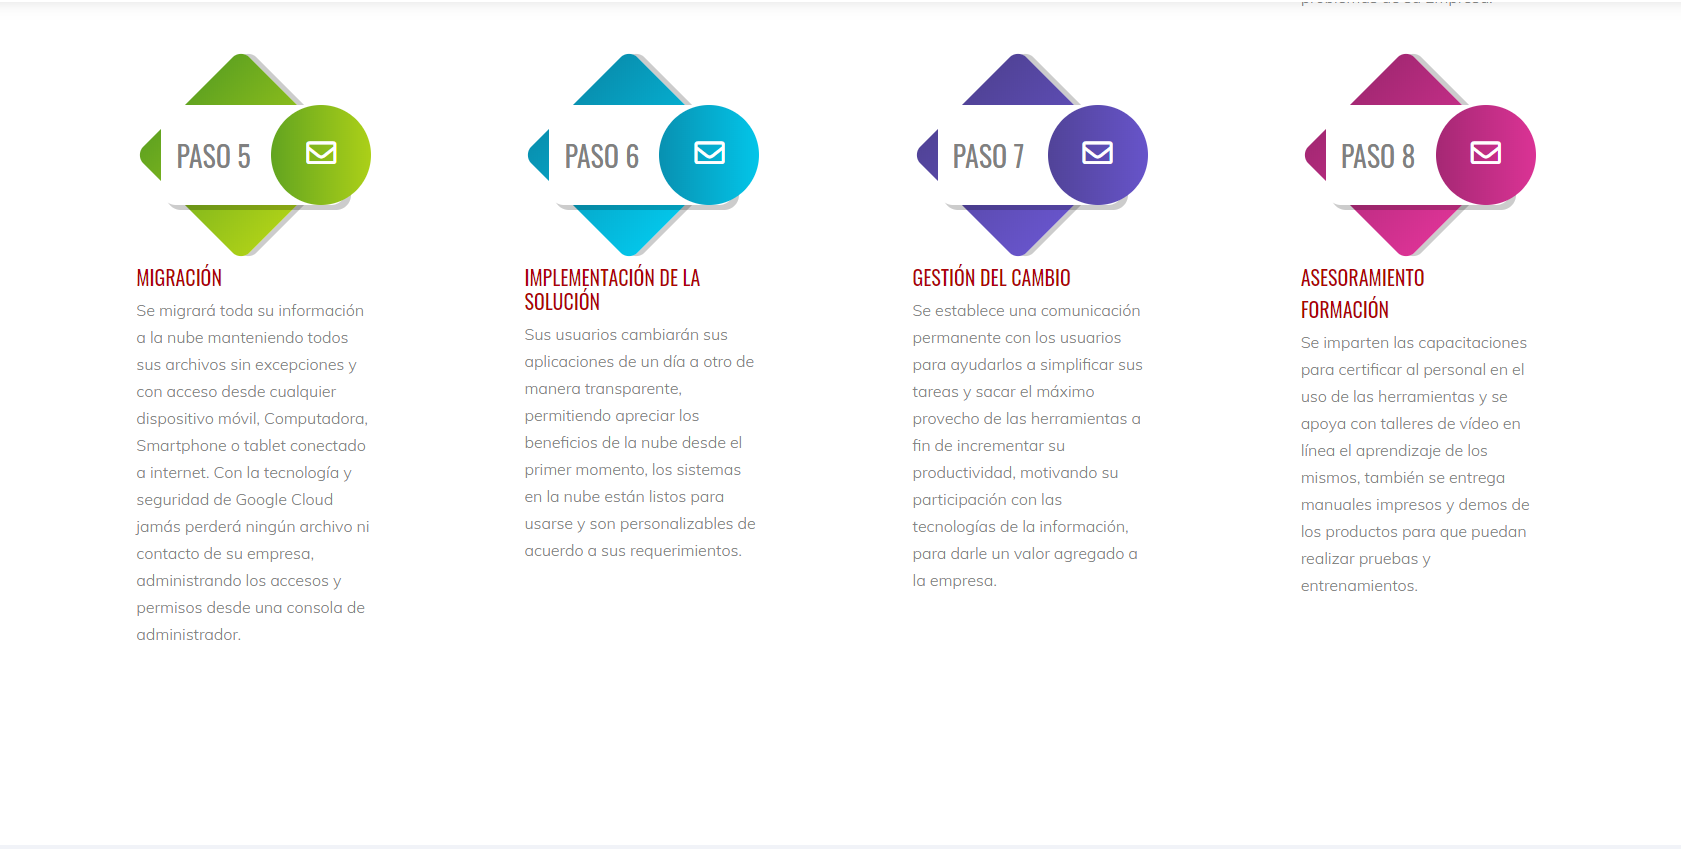 PASO 5
MIGRACIÓN
Se migrará toda su información
a la nube manteniendo todos
sus archivos sin excepciones y
con acceso desde cualquier
dispositivo móvil, Computadora,
Smartphone o tablet conectado
a internet. Con la tecnología y
seguridad de Google Cloud
jamás perderá ningún archivo ni
contacto de su empresa,
administrando los accesos y
permisos desde una consola de
administrador.
PASO 6
IMPLEMENTACIÓN DE LA
SOLUCIÓN
Sus usuarios cambiarán sus
aplicaciones de un día a otro de
manera transparente,
permitiendo apreciar los
beneficios de la nube desde el
primer momento, los sistemas
en la nube están listos para
usarse y son personalizables de
acuerdo a sus requerimientos.
PASO 7
GESTIÓN DEL CAMBIO
Se establece una comunicación
permanente con los usuarios
para ayudarlos a simplificar sus
tareas y sacar el máximo
provecho de las herramientas a
fin de incrementar su
productividad, motivando su
participación con las
tecnologías de la información,
para darle un valor agregado a
la empresa.
PASO 8
ASESORAMIENTO
FORMACIÓN
Se imparten las capacitaciones
para certificar al personal en el
uso de las herramientas y se
apoya con talleres de vídeo en
línea el aprendizaje de los
mismos, también se entrega
manuales impresos y demos de
los productos para que puedan
realizar pruebas y
entrenamientos.